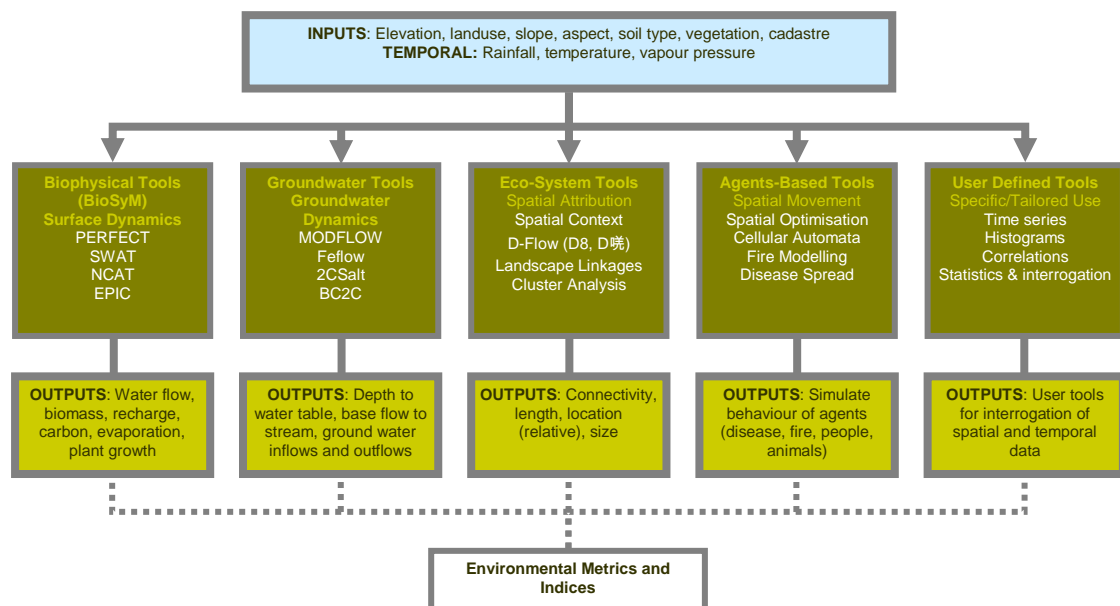 INPUTS: Elevation, landuse, slope, aspect, soil type, vegetation, cadastre
TEMPORAL: Rainfall, temperature, vapour pressure
Biophysical Tools
(BioSyM)
Surface Dynamics
PERFECT
SWAT
NCAT
EPIC
Groundwater Tools
Groundwater
Dynamics
MODFLOW
Feflow
2CSalt
BC2C
Eco-System Tools
Spatial Attribution
Spatial Context
D-Flow (D8, D嘥)
Landscape Linkages
Cluster Analysis
Agents-Based Tools
Spatial Movement
Spatial Optimisation
Cellular Automata
Fire Modelling
Disease Spread
User Defined Tools
Specific/Tailored Use
Time series
Histograms
Correlations
Statistics & interrogation
OUTPUTS: Water flow,
biomass, recharge,
carbon, evaporation,
plant growth
OUTPUTS: Depth to
water table, base flow to
stream, ground water
inflows and outflows
OUTPUTS: Connectivity,
length, location
(relative), size
OUTPUTS: Simulate
behaviour of agents
(disease, fire, people,
animals)
OUTPUTS: User tools
for interrogation of
spatial and temporal
data
Environmental Metrics and
Indices